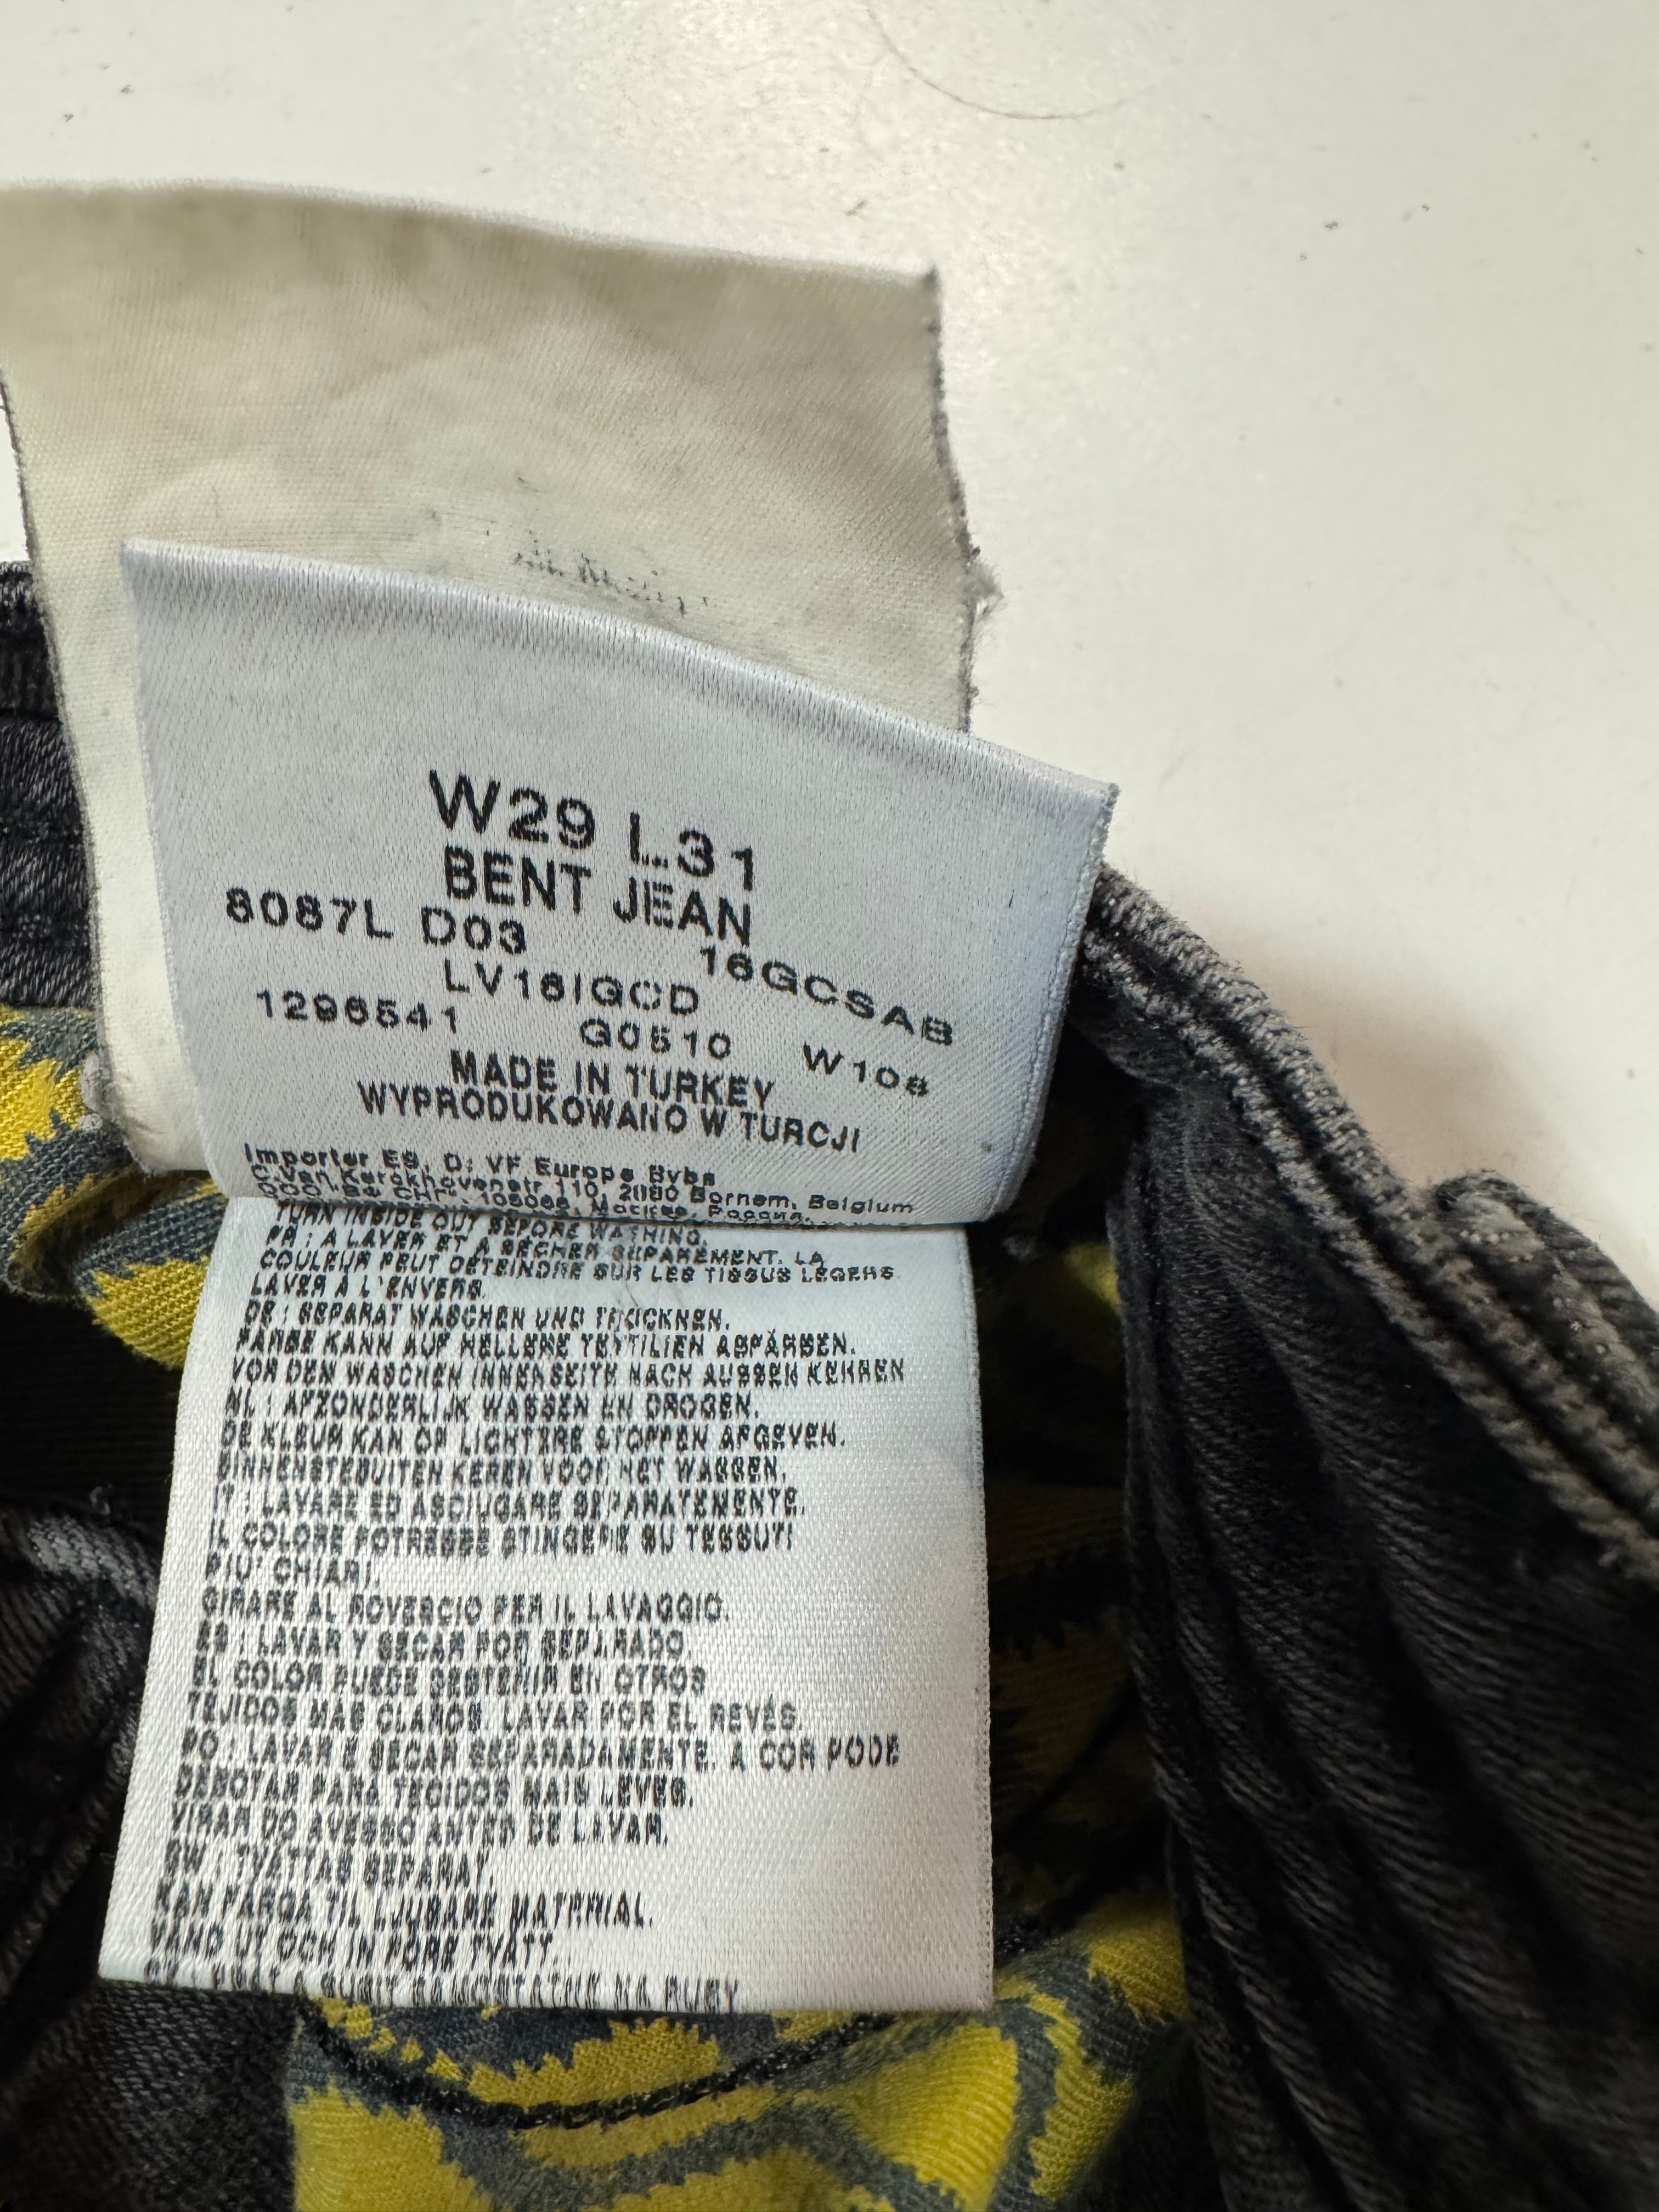 W29 L31
BENT JEAN
8087L D03 16GCSAB
LV16IGCD
1296541 G0510 W108
MADE IN TURKEY
WYPRODUKOWANO W TURCJI
Importer ES, D: VF Europe Bvba
C.Van Kerckhovenstr 110, 2880 Bornem, Belgium
Москва, Россия,
TURN INSIDE OUT BEFORE WASHING.
FR : A LAVER ET A SECHER SEPAREMENT. LA
COULEUR PEUT DETEINDRE SUR LES TISSUS LEGERS
LAVER A L'ENVERS.
DE : SEPARAT WASCHEN UND TROCKNEN.
FARBE KANN AUF HELLERE TEXTILIEN ABFÄRBEN.
VOR DEM WASCHEN INNENSEITE NACH AUSSEN KEHREN
NL : AFZONDERLIJK WASSEN EN DROGEN.
DE KLEUR KAN OP LICHTERE STOFFEN AFGEVEN.
BINNENSTEBUITEN KEREN VOOR HET WASSEN.
IT : LAVARE ED ASCIUGARE SEPARATEMENTE.
IL COLORE POTREBBE STINGERE SU TESSUTI
PIU' CHIARI.
GIRARE AL ROVESCIO PER IL LAVAGGIO.
ES : LAVAR Y SECAR POR SEPARADO.
EL COLOR PUEDE DESTEÑIR EN OTROS
TEJIDOS MAS CLAROS. LAVAR POR EL REVÉS.
PO : LAVAR E SECAR SEPARADAMENTE. A COR PODE
DEBOTAR PARA TECIDOS MAIS LEVES.
VIRAR DO AVESSO ANTES DE LAVAR.
SW : TVÄTTAS SEPARAT.
KAN FÄRGA TIL LJUSARE MATERIAL.
VÄND UT OCH IN FÖRE TVÄTT.